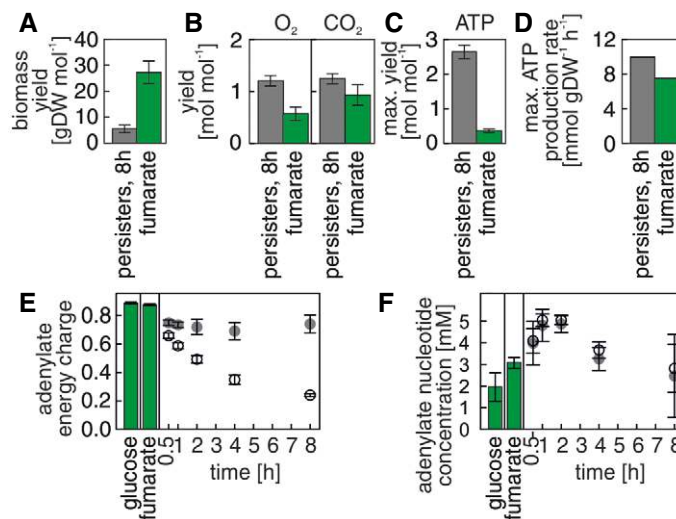 A
biomass
yield
[gDW mol⁻¹]
40
30
20
10
0
persisters, 8h
fumarate
B
O₂
CO₂
yield
[mol mol⁻¹]
2
1
0
persisters, 8h
fumarate
persisters, 8h
fumarate
C
ATP
max. yield
[mol mol⁻¹]
3
2
1
0
persisters, 8h
fumarate
D
max. ATP
production rate
[mmol gDW⁻¹ h⁻¹]
12
8
4
0
persisters, 8h
fumarate
E
adenylate
energy charge
0.8
0.6
0.4
0.2
0.0
glucose
fumarate
0.5
1 2 3 4 5 6 7 8
time [h]
F
adenylate nucleotide
concentration [mM]
5
4
3
2
1
0
glucose
fumarate
0.5
1 2 3 4 5 6 7 8
time [h]